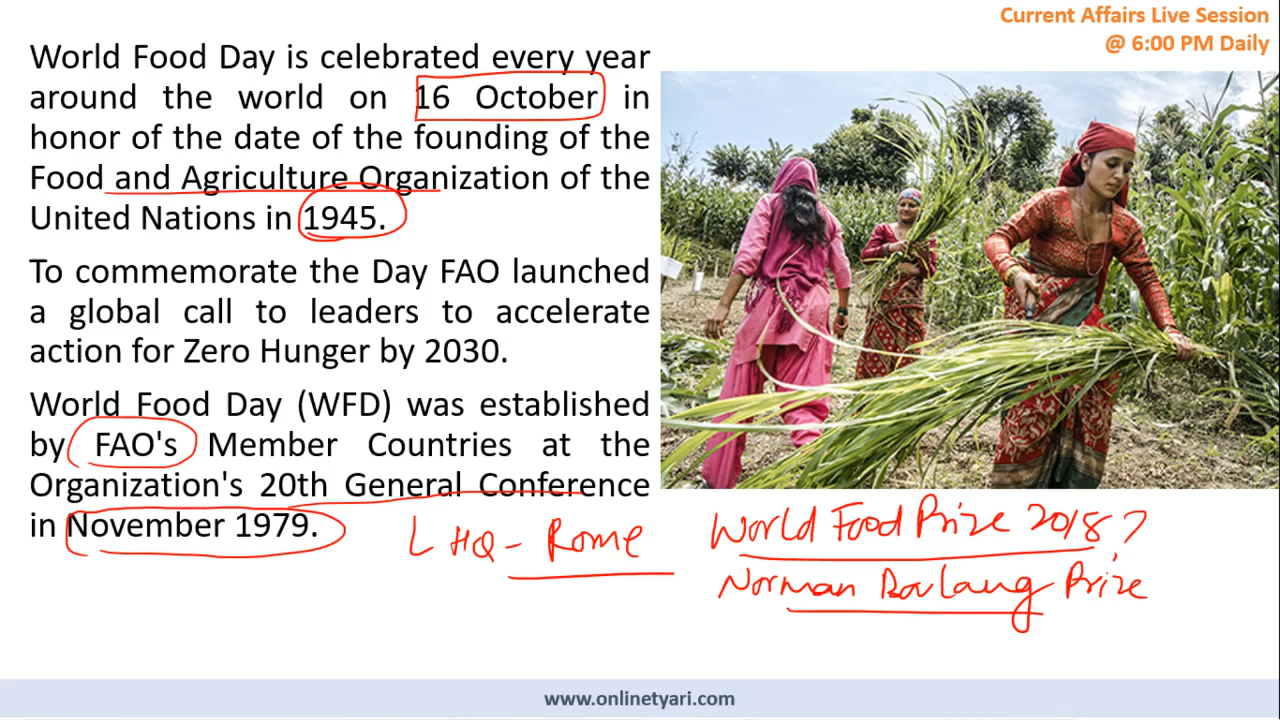 Current Affairs Live Session
@ 6:00 PM Daily
World Food Day is celebrated every year
around the world on 16 October in
honor of the date of the founding of the
Food and Agriculture Organization of the
United Nations in 1945.
To commemorate the Day FAO launched
a global call to leaders to accelerate
action for Zero Hunger by 2030.
World Food Day (WFD) was established
by FAO's Member Countries at the
Organization's 20th General Conference
in November 1979.
HQ - Rome
World Food Prize 2018?
Norman Borlaug Prize
www.onlinetyari.com